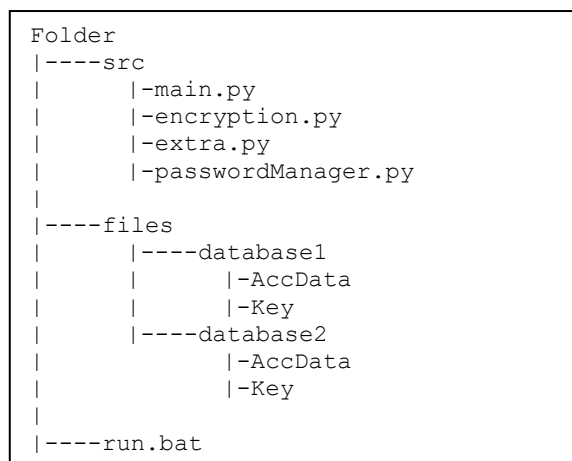 Folder
|----src
|      |-main.py
|      |-encryption.py
|      |-extra.py
|      |-passwordManager.py
|
|----files
|      |----database1
|      |      |-AccData
|      |      |-Key
|      |----database2
|             |-AccData
|             |-Key
|
|----run.bat